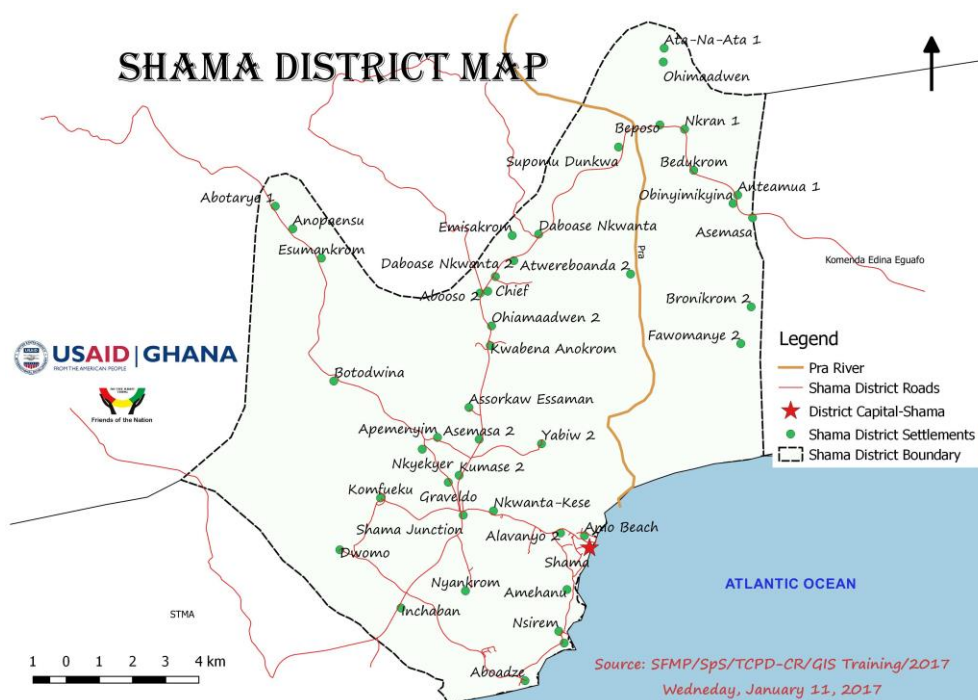 SHAMA DISTRICT MAP
Ata-Na-Ata 1
Ohimaadwen
Beposo
Nkran 1
Supomu Dunkwa
Bedukrom
Anteamua 1
Obinyimikyina
Abotarye 1
Anopaensu
Asemasa
Emisakrom
Daboase Nkwanta
Esumankrom
Pra
Komenda Edina Eguafo
Daboase Nkwanta 2
Atwereboanda 2
Abooso 2
Chief
Bronikrom 2
Ohiamaadwen 2
Fawomanye 2
Kwabena Anokrom
USAID | GHANA
FROM THE AMERICAN PEOPLE
Friends of the Nation
Legend
Pra River
Shama District Roads
District Capital-Shama
Shama District Settlements
Shama District Boundary
Botodwina
Assorkaw Essaman
Apemenyim
Asemasa 2
Yabiw 2
Nkyekyer
Kumase 2
Komfueku
Graveldo
Nkwanta-Kese
Shama Junction
Alavanyo 2
Amo Beach
Dwomo
Shama
Nyankrom
Amehanu
ATLANTIC OCEAN
STMA
Inchaban
Nsirem
Aboadze
1 0 1 2 3 4 km
Source: SFMP/SpS/TCPD-CR/GIS Training/2017
Wedneday, January 11, 2017